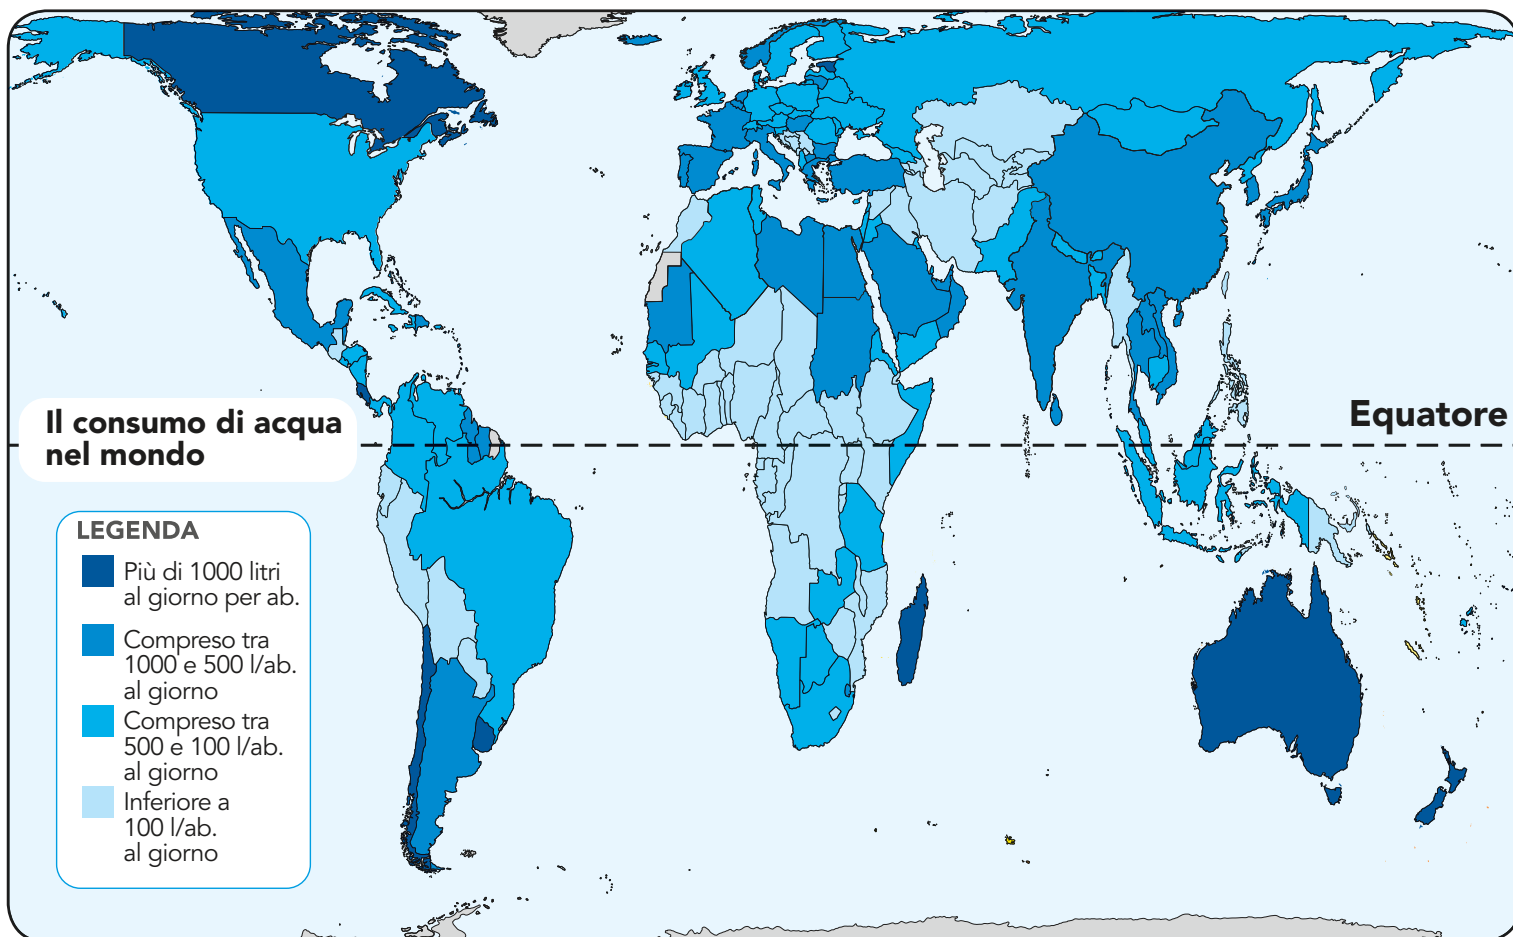 Il consumo di acqua
nel mondo
Equatore
LEGENDA
Più di 1000 litri
al giorno per ab.
Compreso tra
1000 e 500 l/ab.
al giorno
Compreso tra
500 e 100 l/ab.
al giorno
Inferiore a
100 l/ab.
al giorno